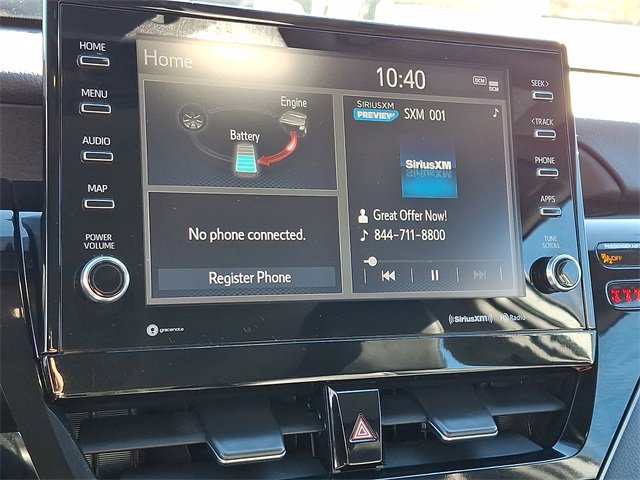 HOME
MENU
AUDIO
MAP
POWER
VOLUME
Home
10:40
DCM
DCM
Engine
Battery
SIRIUSXM
PREVIEW
SXM 001
SiriusXM
Great Offer Now!
844-711-8800
No phone connected.
Register Phone
SEEK>
<TRACK
PHONE
APPS
TUNE
SCROLL
gracenote
SiriusXM
HD Radio
OFF